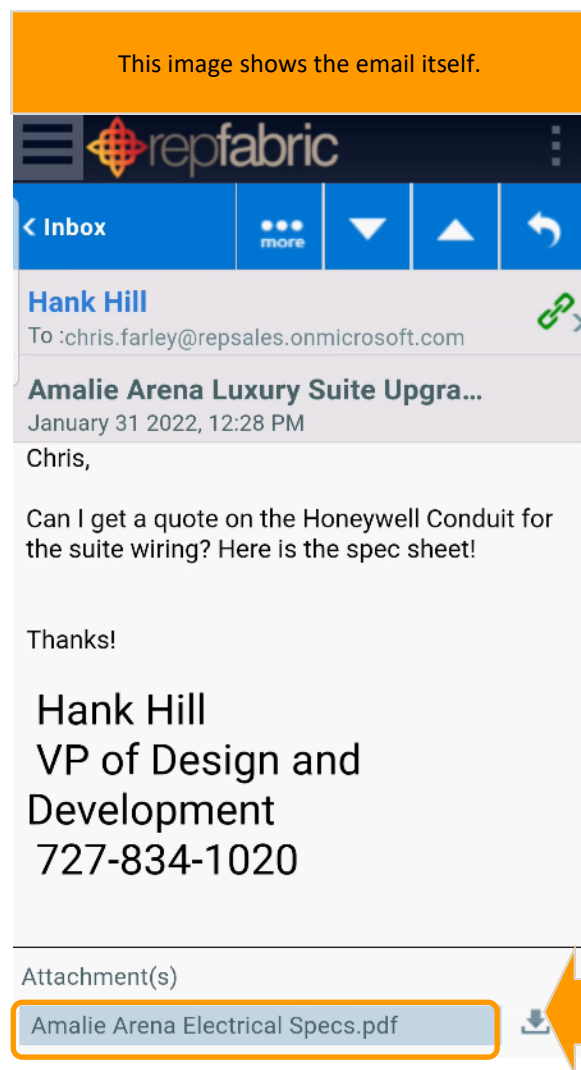 This image shows the email itself.
repfabric
< Inbox
more
Hank Hill
To :chris.farley@repsales.onmicrosoft.com
Amalie Arena Luxury Suite Upgra...
January 31 2022, 12:28 PM
Chris,
Can I get a quote on the Honeywell Conduit for
the suite wiring? Here is the spec sheet!
Thanks!
Hank Hill
VP of Design and
Development
727-834-1020
Attachment(s)
Amalie Arena Electrical Specs.pdf